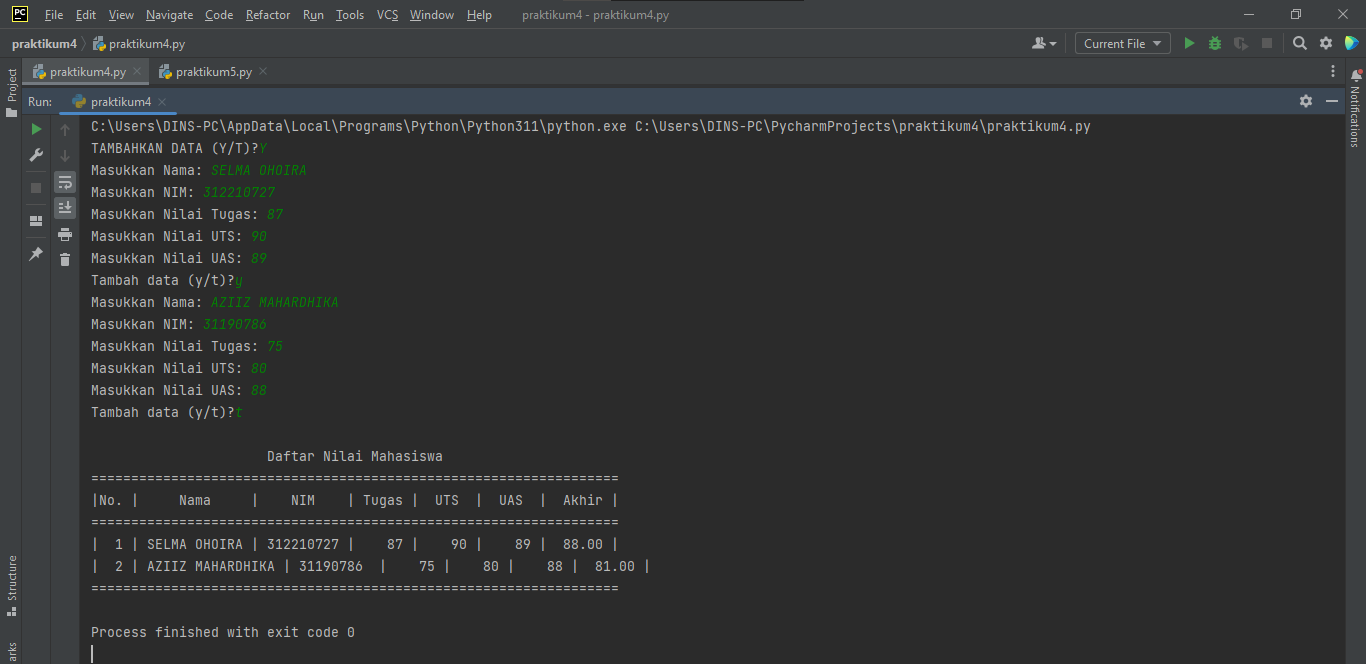 PC File Edit View Navigate Code Refactor Run Tools VCS Window Help praktikum4 - praktikum4.py
praktikum4 praktikum4.py Current File
Project praktikum4.py praktikum5.py
Notifications
Run: praktikum4
C:\Users\DINS-PC\AppData\Local\Programs\Python\Python311\python.exe C:\Users\DINS-PC\PycharmProjects\praktikum4\praktikum4.py
TAMBAHKAN DATA (Y/T)?Y
Masukkan Nama: SELMA OHOIRA
Masukkan NIM: 312210727
Masukkan Nilai Tugas: 87
Masukkan Nilai UTS: 90
Masukkan Nilai UAS: 89
Tambah data (y/t)?y
Masukkan Nama: AZIIZ MAHARDHIKA
Masukkan NIM: 31190786
Masukkan Nilai Tugas: 75
Masukkan Nilai UTS: 80
Masukkan Nilai UAS: 88
Tambah data (y/t)?t
Daftar Nilai Mahasiswa
==================================================================
|No. |     Nama     |    NIM    | Tugas |  UTS  |  UAS  |  Akhir |
==================================================================
|  1 | SELMA OHOIRA | 312210727 |    87 |    90 |    89 |  88.00 |
|  2 | AZIIZ MAHARDHIKA | 31190786  |    75 |    80 |    88 |  81.00 |
==================================================================
Structure
Process finished with exit code 0